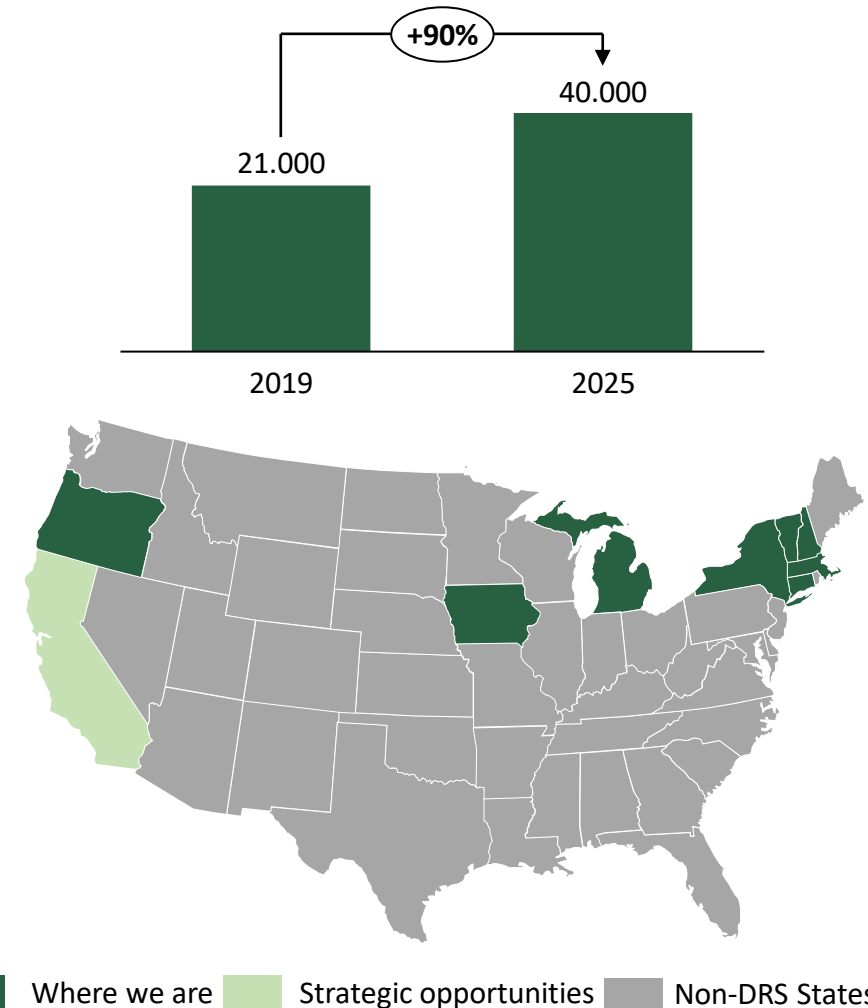 +90%
40.000
21.000
2019 2025
Where we are Strategic opportunities Non-DRS States